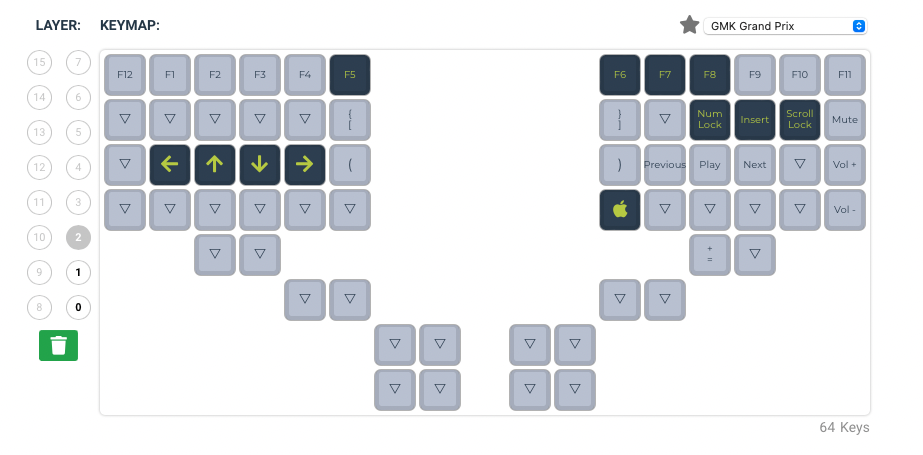 LAYER: KEYMAP: GMK Grand Prix
15 7
14 6
13 5
12 4
11 3
10 2
9 1
8 0
F12 F1 F2 F3 F4 F5 F6 F7 F8 F9 F10 F11
{
[
}
]
Num
Lock
Insert
Scroll
Lock
Mute
( ) Previous Play Next Vol +
Vol -
+
=
64 Keys